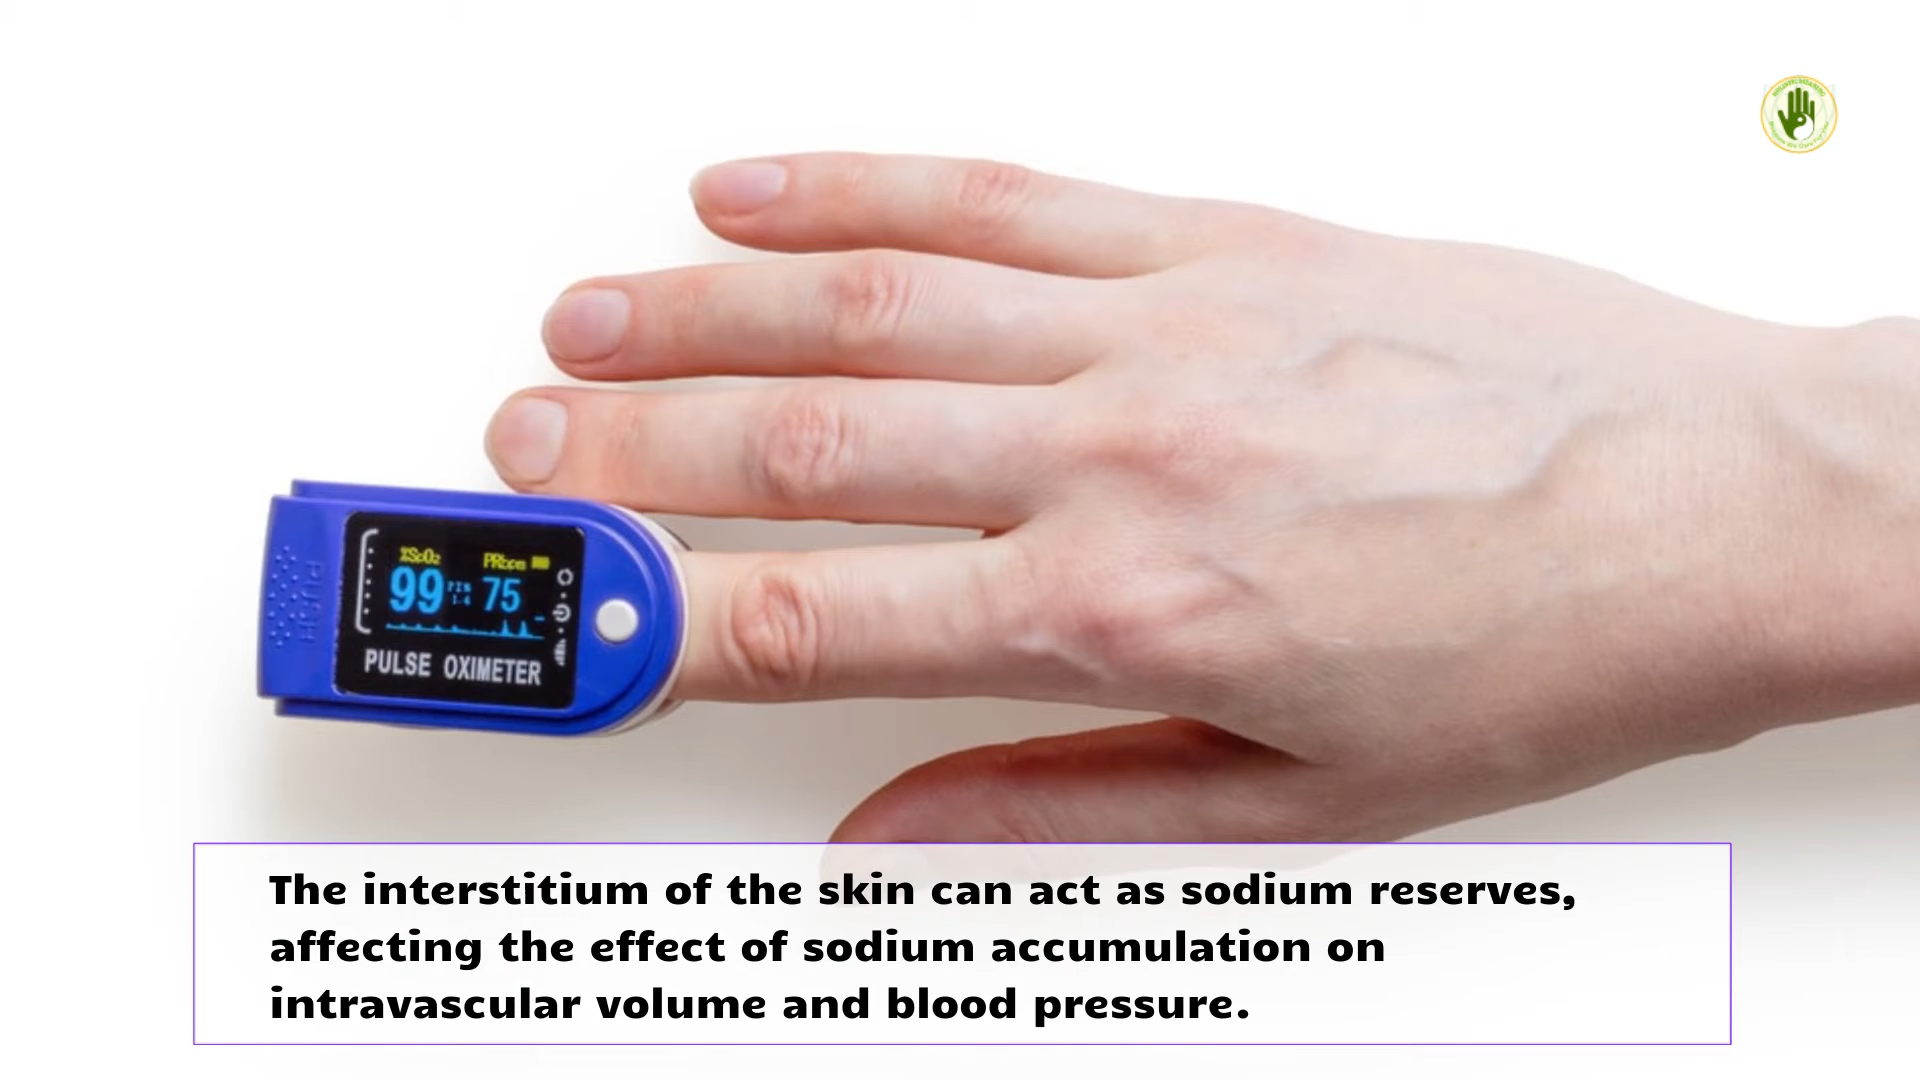 %SpO2
PRbpm
99
75
PULSE OXIMETER
PUSH
The interstitium of the skin can act as sodium reserves,
affecting the effect of sodium accumulation on
intravascular volume and blood pressure.